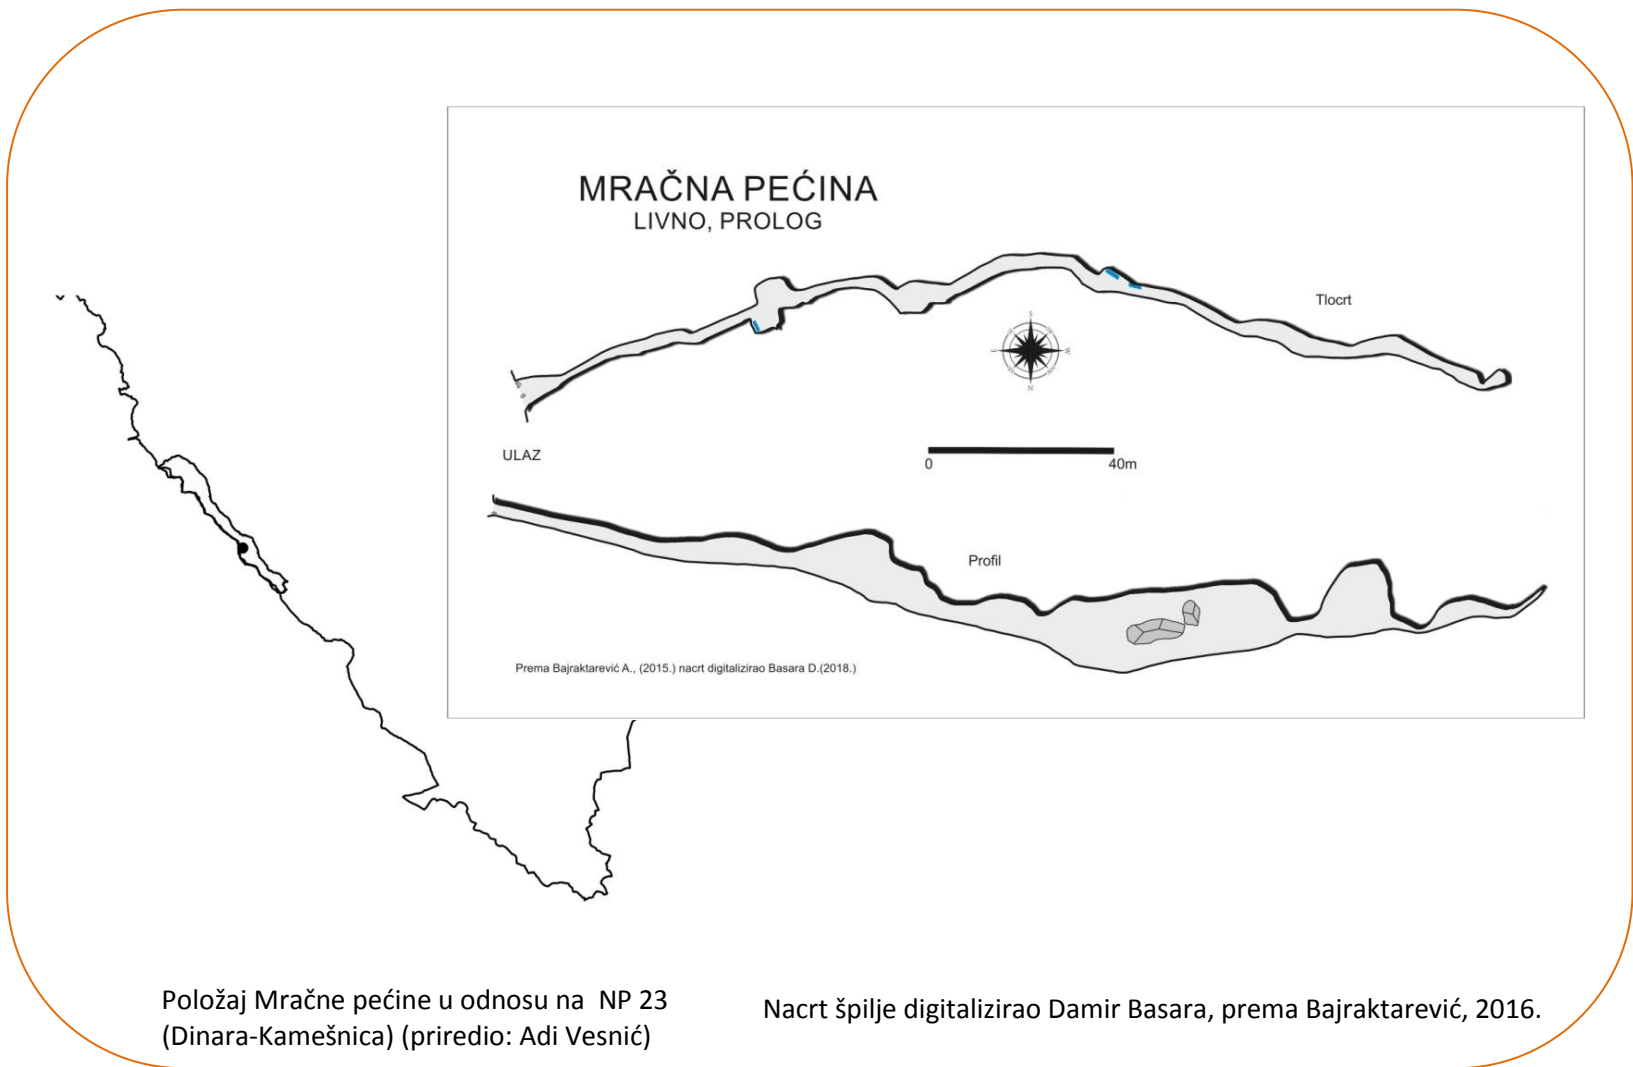 MRAČNA PEĆINA
LIVNO, PROLOG
Tlocrt
S
E
W
N
ULAZ
0
40m
Profil
Prema Bajraktarević A., (2015.) nacrt digitalizirao Basara D.(2018.)
Položaj Mračne pećine u odnosu na NP 23
(Dinara-Kamešnica) (priredio: Adi Vesnić)
Nacrt špilje digitalizirao Damir Basara, prema Bajraktarević, 2016.